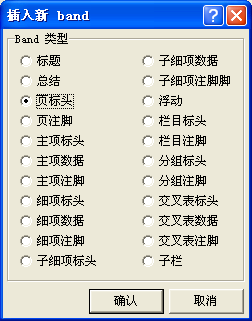 插入新 band
Band 类型
标题
总结
页标头
页注脚
主项标头
主项数据
主项注脚
细项标头
细项数据
细项注脚
子细项标头
子细项数据
子细项注脚脚
浮动
栏目标头
栏目注脚
分组标头
分组注脚
交叉表标头
交叉表数据
交叉表注脚
子栏
确认
取消